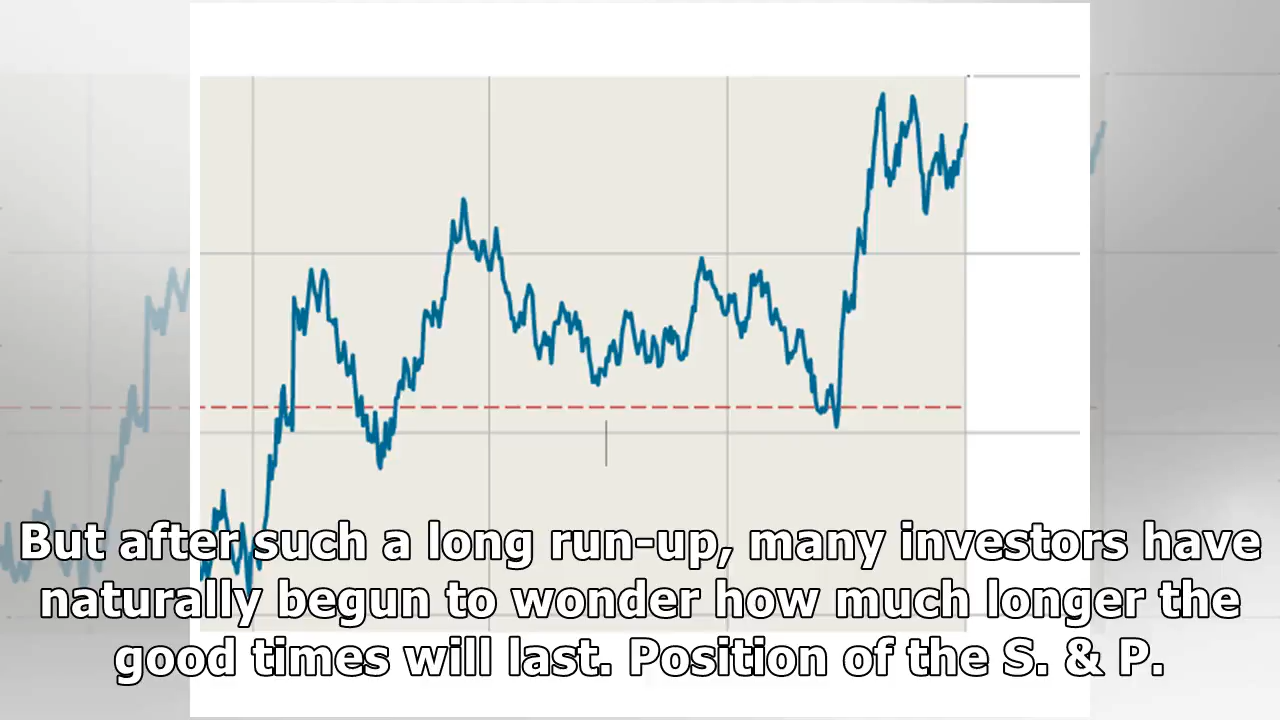 But after such a long run-up, many investors have
naturally begun to wonder how much longer the
good times will last. Position of the S. & P.